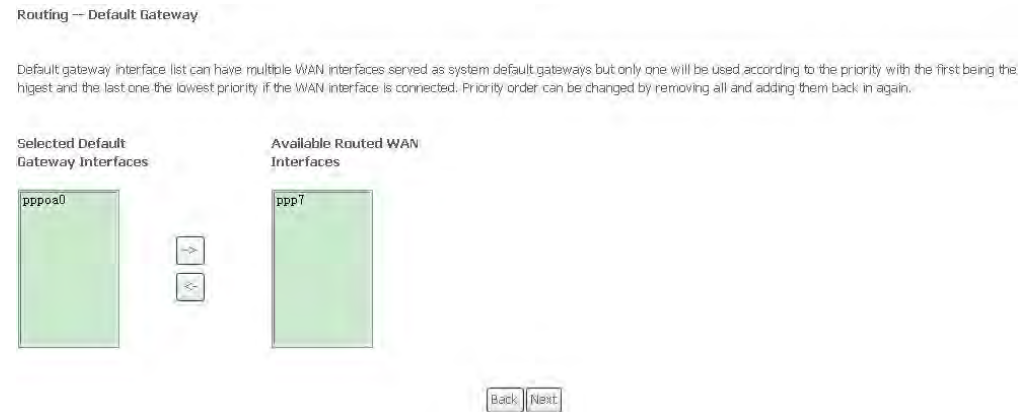 Routing -- Default Gateway
Default gateway interface list can have multiple WAN interfaces served as system default gateways but only one will be used according to the priority with the first being the
higest and the last one the lowest priority if the WAN interface is connected. Priority order can be changed by removing all and adding them back in again.
Selected Default
Gateway Interfaces
Available Routed WAN
Interfaces
pppoa0
ppp7
->
<-
Back Next